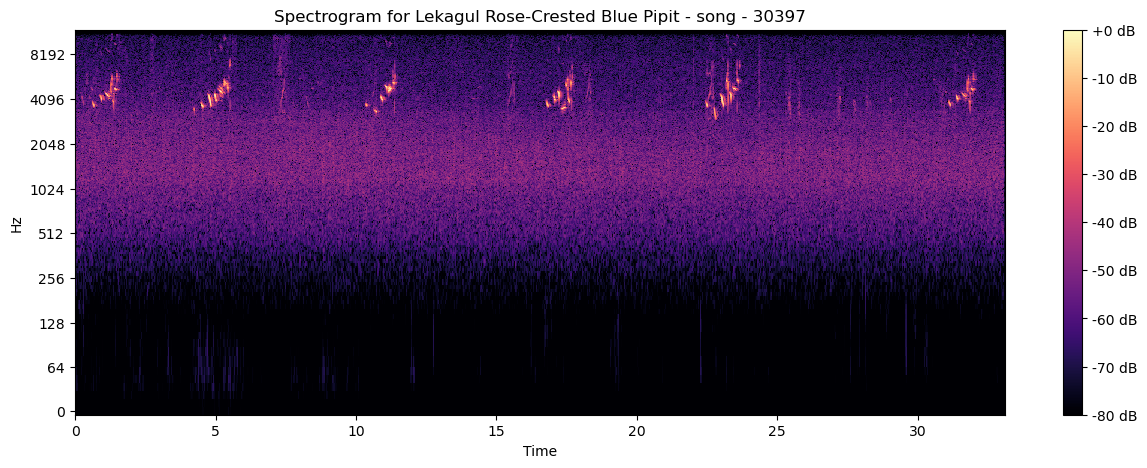 Spectrogram for Lekagul Rose-Crested Blue Pipit - song - 30397
+0 dB
8192
-10 dB
4096
-20 dB
2048
-30 dB
1024
-40 dB
Hz
512
-50 dB
256
-60 dB
128
-70 dB
64
0
-80 dB
0 5 10 15 20 25 30
Time